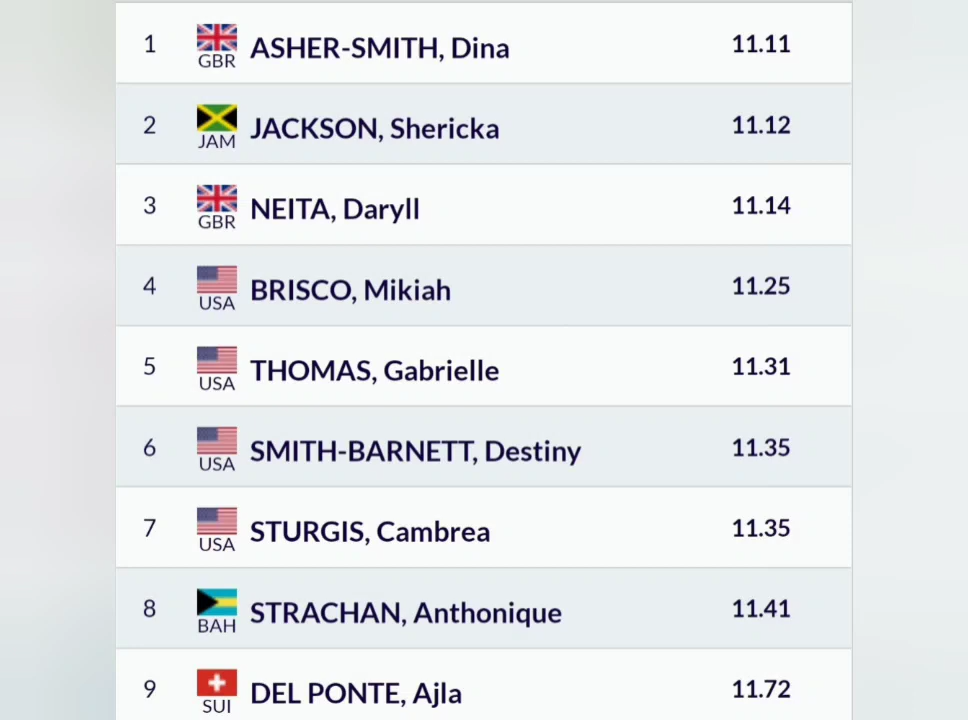 1 GBR ASHER-SMITH, Dina 11.11
2 JAM JACKSON, Shericka 11.12
3 GBR NEITA, Daryll 11.14
4 USA BRISCO, Mikiah 11.25
5 USA THOMAS, Gabrielle 11.31
6 USA SMITH-BARNETT, Destiny 11.35
7 USA STURGIS, Cambrea 11.35
8 BAH STRACHAN, Anthonique 11.41
9 SUI DEL PONTE, Ajla 11.72